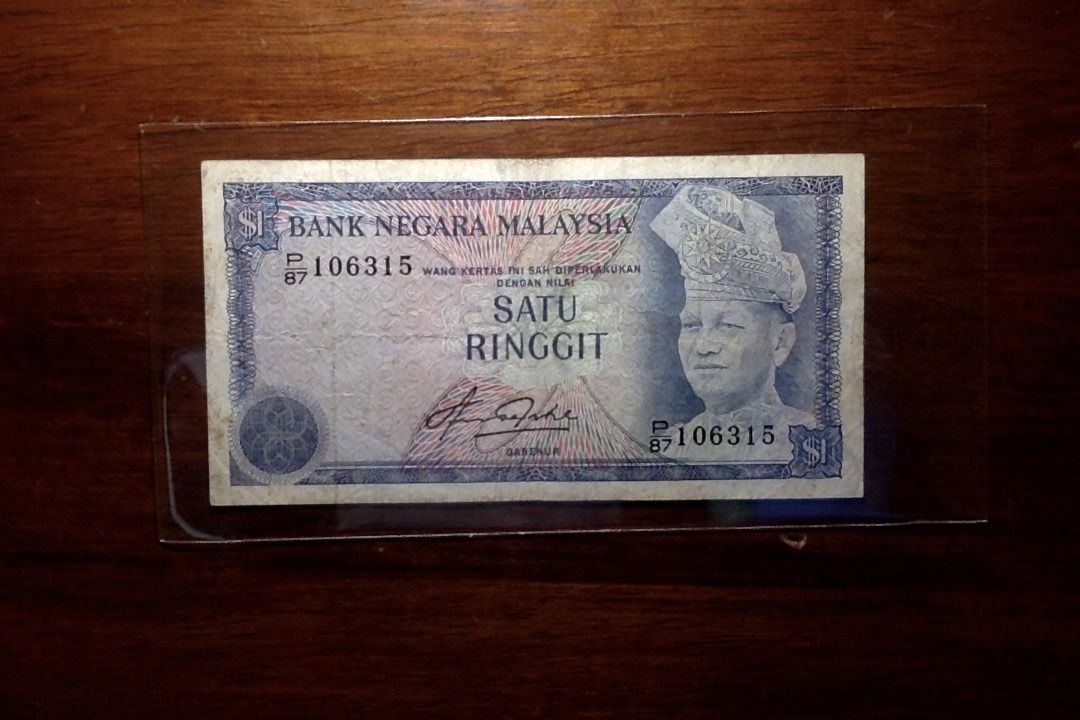 $1
BANK NEGARA MALAYSIA
P/87 106315
WANG KERTAS INI SAH DIPERLAKUKAN
DENGAN NILAI
SATU
RINGGIT
GABENUR
P/87 106315
$1